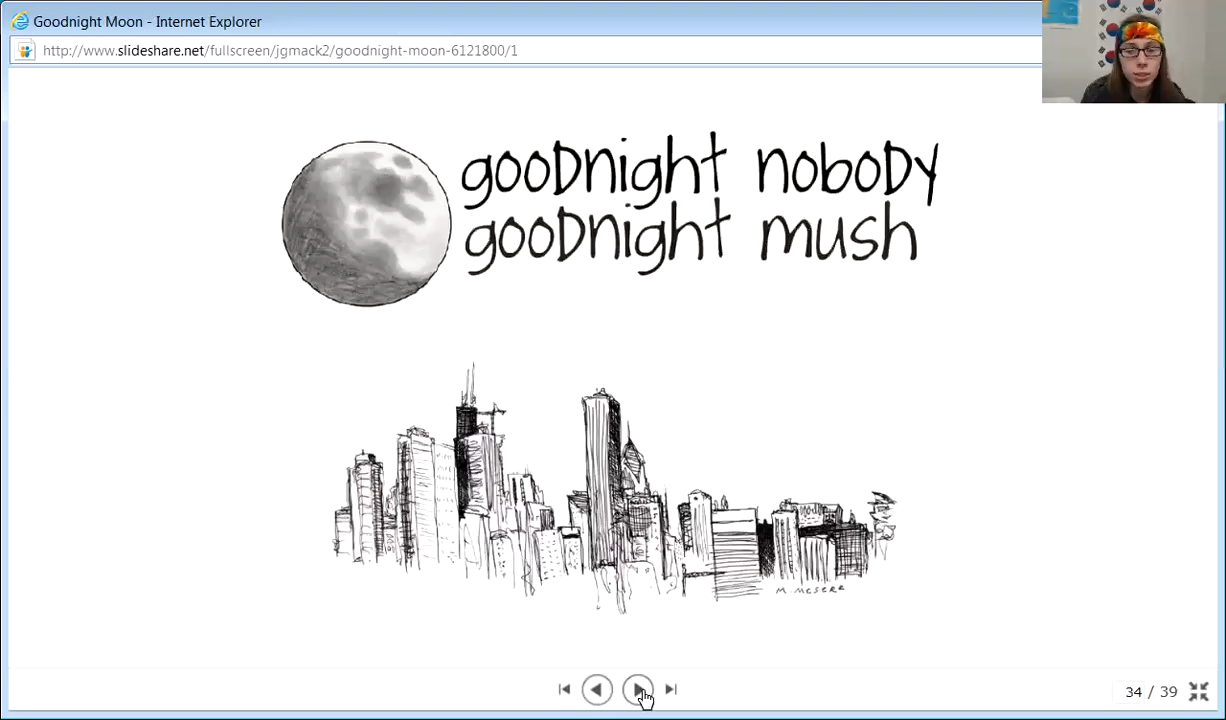 Goodnight Moon - Internet Explorer
http://www.slideshare.net/fullscreen/jgmack2/goodnight-moon-6121800/1
gooDnight noboDy
gooDnight mush
M. MESERE
34 / 39